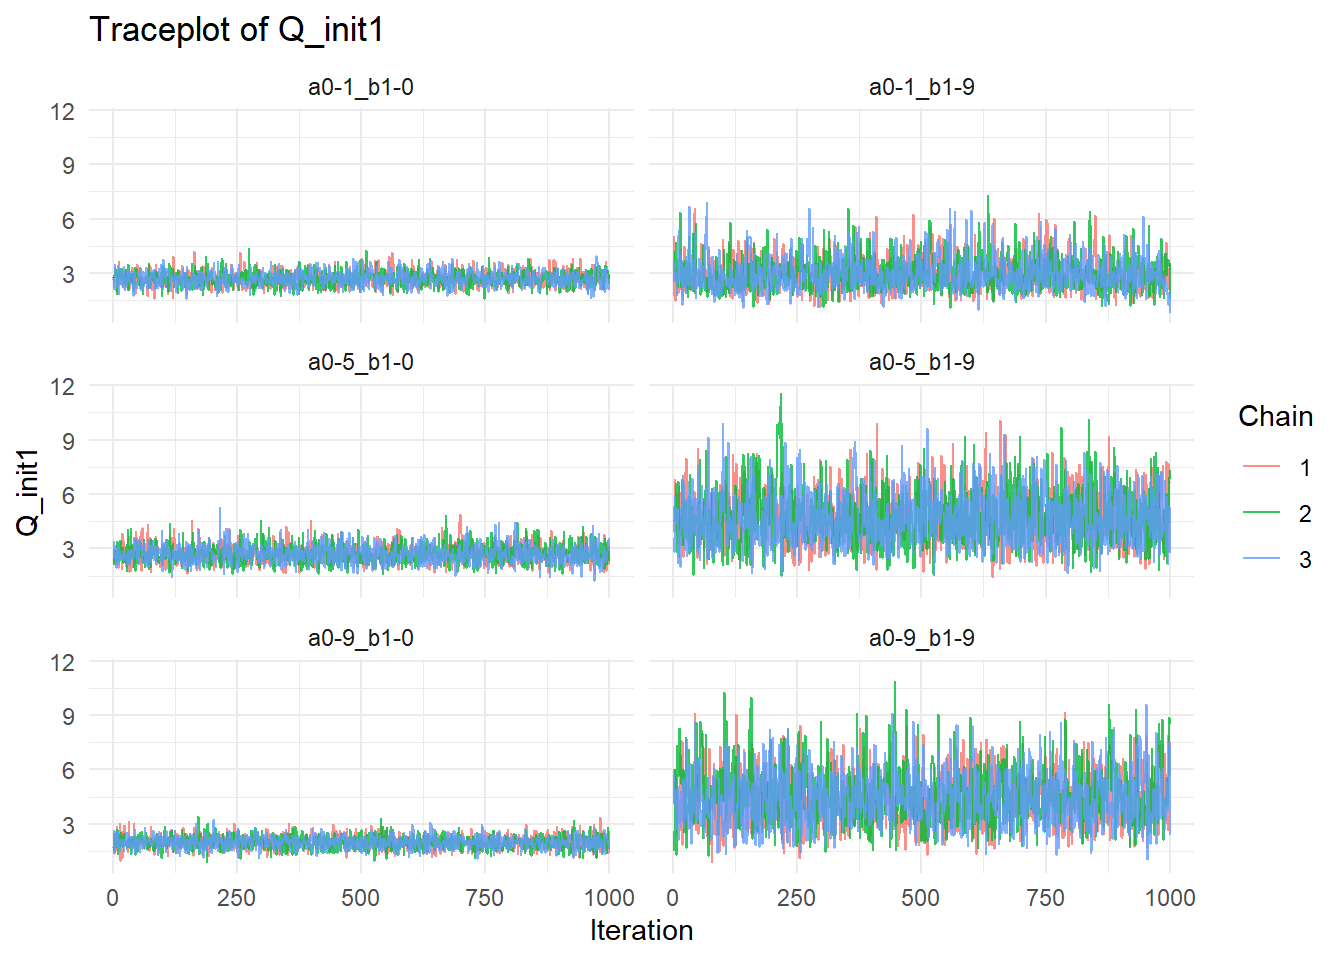 Traceplot of Q_init1
a0-1_b1-0
a0-1_b1-9
12
9
6
3
a0-5_b1-0
a0-5_b1-9
12
9
6
3
a0-9_b1-0
a0-9_b1-9
12
9
6
3
0
250
500
750
1000
0
250
500
750
1000
Iteration
Q_init1
Chain
1
2
3